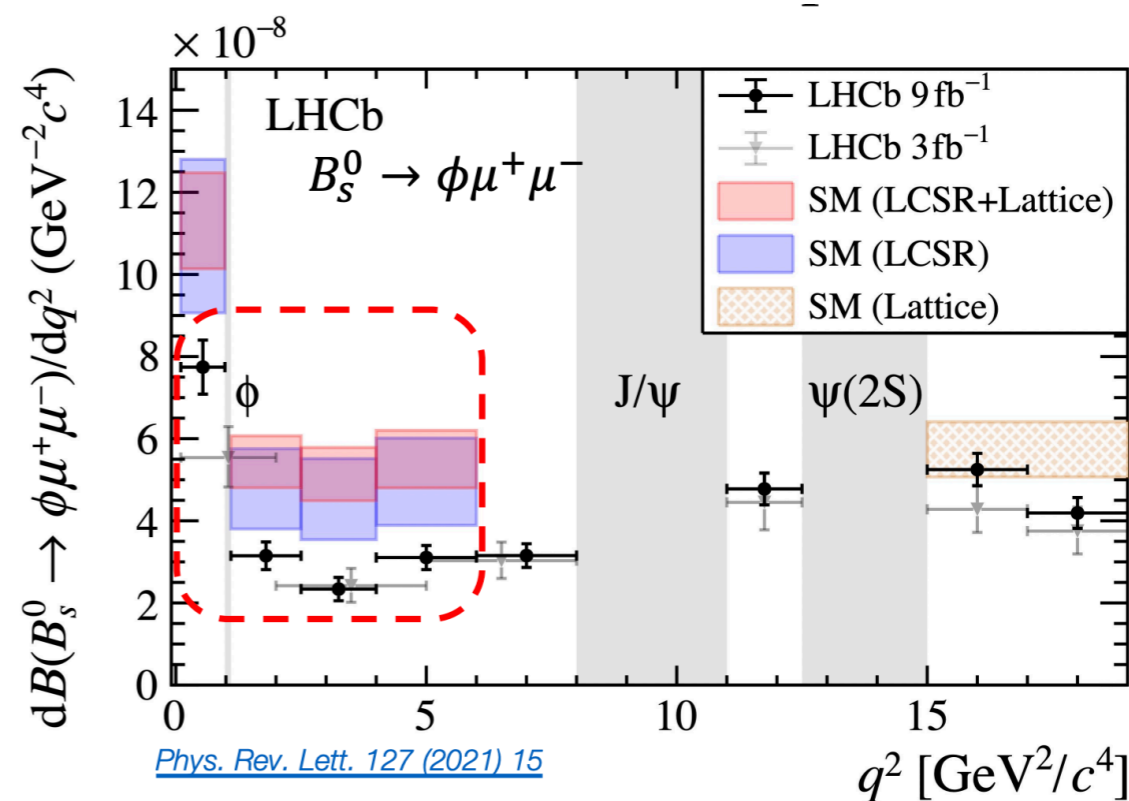 × 10⁻⁸
dB(B⁰ₛ → ϕμ⁺μ⁻)/dq² (GeV⁻²c⁴)
14
12
10
8
6
4
2
0
LHCb
B⁰ₛ → ϕμ⁺μ⁻
LHCb 9 fb⁻¹
LHCb 3 fb⁻¹
SM (LCSR+Lattice)
SM (LCSR)
SM (Lattice)
ϕ
J/ψ
ψ(2S)
0 5 10 15
Phys. Rev. Lett. 127 (2021) 15
q² [GeV²/c⁴]